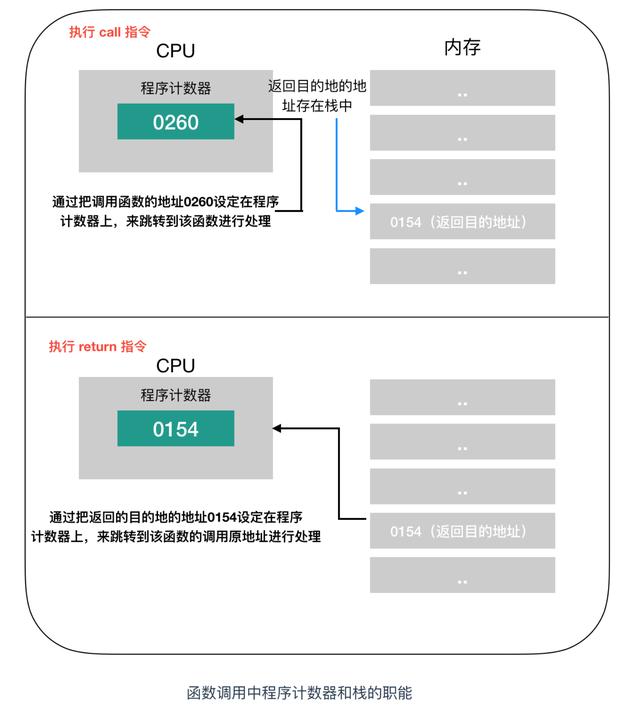 执行 call 指令
CPU
内存
程序计数器
0260
返回目的地的地
址存在栈中
..
..
..
0154（返回目的地址）
..
通过把调用函数的地址0260设定在程序
计数器上，来跳转到该函数进行处理
执行 return 指令
CPU
程序计数器
0154
..
..
..
0154（返回目的地址）
..
通过把返回的目的地的地址0154设定在程序
计数器上，来跳转到该函数的调用原地址进行处理
函数调用中程序计数器和栈的职能